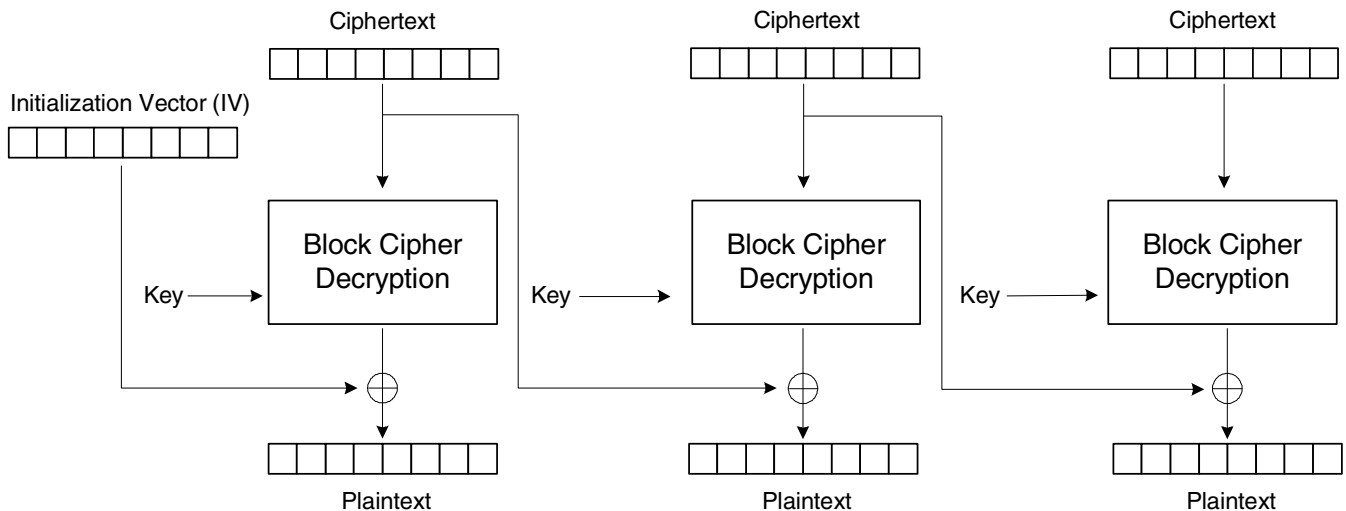 Ciphertext
Ciphertext
Ciphertext
Initialization Vector (IV)
Block Cipher
Decryption
Block Cipher
Decryption
Block Cipher
Decryption
Key
Key
Key
Plaintext
Plaintext
Plaintext